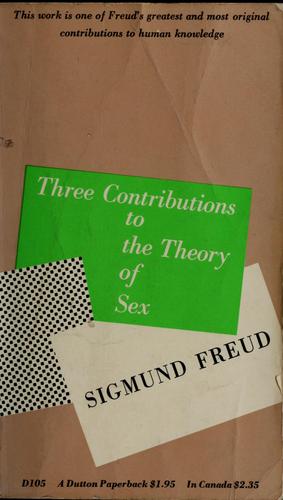 This work is one of Freud's greatest and most original
contributions to human knowledge
Three Contributions
to
the Theory
of
Sex
SIGMUND FREUD
D105 A Dutton Paperback $1.95 In Canada $2.35